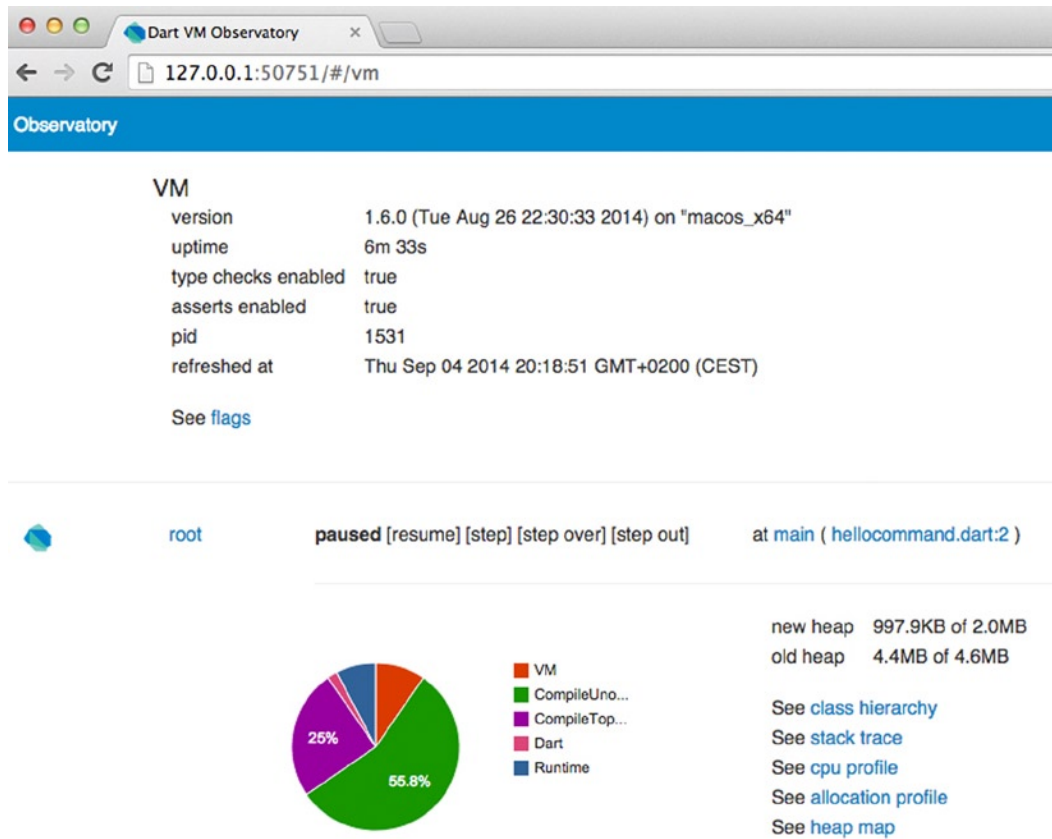 Dart VM Observatory ×
127.0.0.1:50751/#/vm
Observatory
VM
version 1.6.0 (Tue Aug 26 22:30:33 2014) on "macos_x64"
uptime 6m 33s
type checks enabled true
asserts enabled true
pid 1531
refreshed at Thu Sep 04 2014 20:18:51 GMT+0200 (CEST)
See flags
root paused [resume] [step] [step over] [step out] at main ( hellocommand.dart:2 )
new heap 997.9KB of 2.0MB
old heap 4.4MB of 4.6MB
VM
CompileUno...
CompileTop...
Dart
Runtime
25%
55.8%
See class hierarchy
See stack trace
See cpu profile
See allocation profile
See heap map